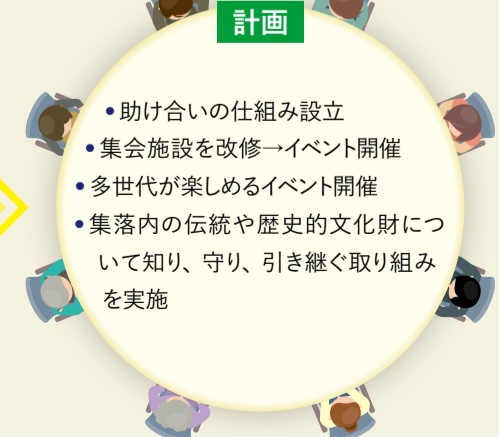 計画
•助け合いの仕組み設立
•集会施設を改修→イベント開催
•多世代が楽しめるイベント開催
•集落内の伝統や歴史的文化財につ
いて知り、守り、引き継ぐ取り組み
を実施